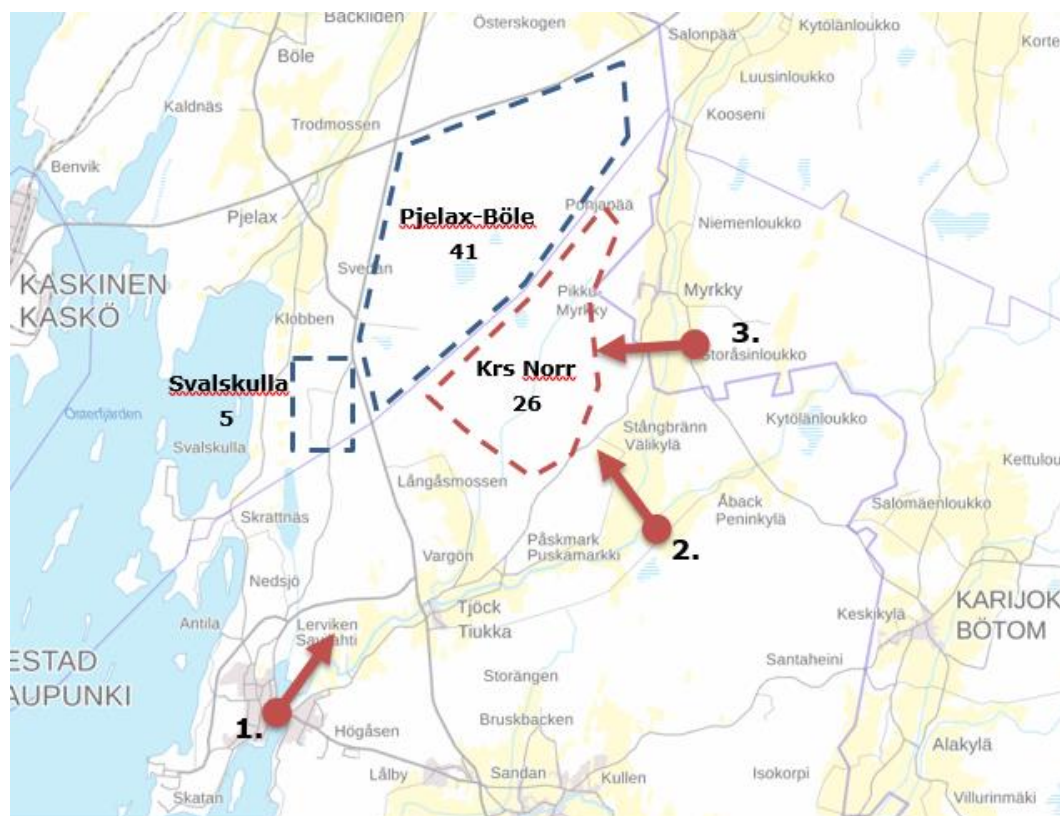 Backliden
Österskogen
Salonpää
Kytölänloukko
Böle
Korte
Luusinloukko
Kaldnäs
Trodmossen
Kooseni
Benvik
Pjelax
Pjelax-Böle
41
Pohjapää
Niemenloukko
Svedan
KASKINEN
KASKÖ
Pikku-
Myrkky
Myrkky
Klobben
3.
Storåsinloukko
Svalskulla
5
Krs Norr
26
Österfjärden
Svalskulla
Stångbränn
Välikylä
Kytölänloukko
Långåsmossen
Kettulou
Skrattnäs
Åback
Peninkylä
Salomäenloukko
Påskmark
Puskamarkki
2.
Vargön
Nedsjö
Tjöck
Tiukka
Keskikylä
KARIJOK
BÖTOM
Antila
Lerviken
ESTAD
AUPUNKI
Santaheini
Storängen
1.
Högåsen
Bruskbacken
Alakylä
Lålby
Sandan
Kullen
Isokorpi
Skatan
Villurinmäki